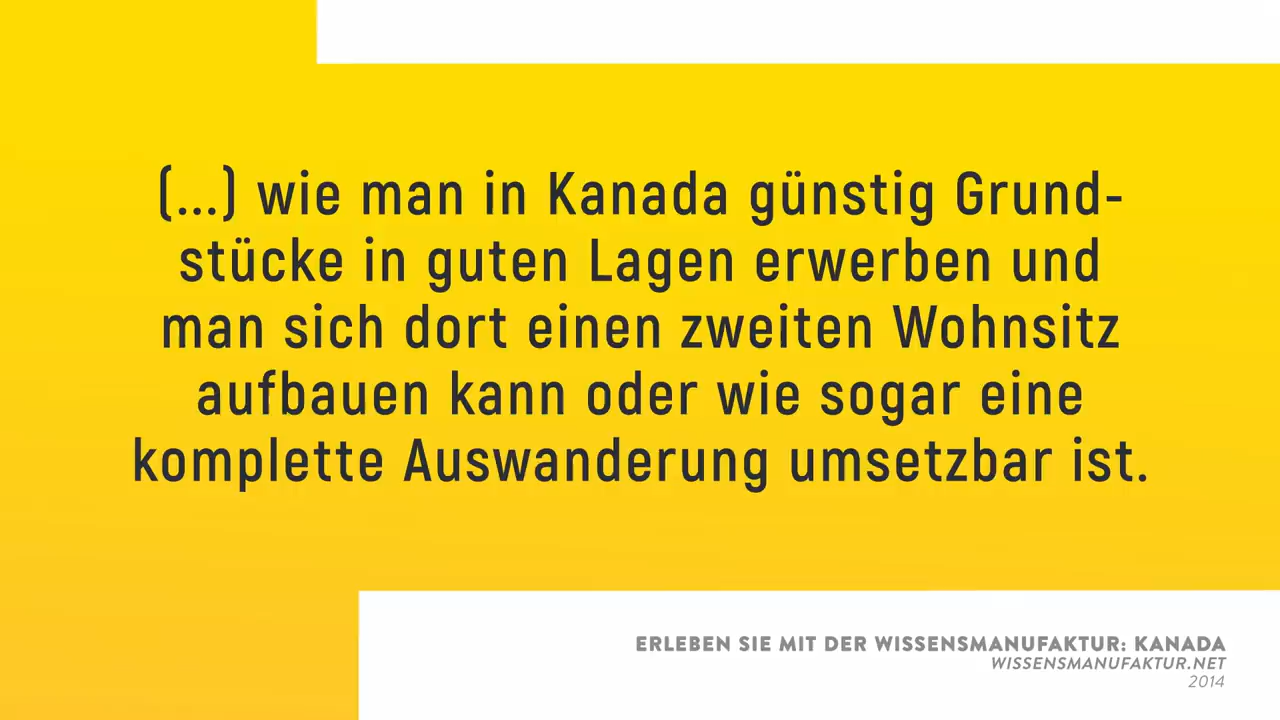 (...) wie man in Kanada günstig Grund-
stücke in guten Lagen erwerben und
man sich dort einen zweiten Wohnsitz
aufbauen kann oder wie sogar eine
komplette Auswanderung umsetzbar ist.
ERLEBEN SIE MIT DER WISSENSMANUFAKTUR: KANADA
WISSENSMANUFAKTUR.NET
2014